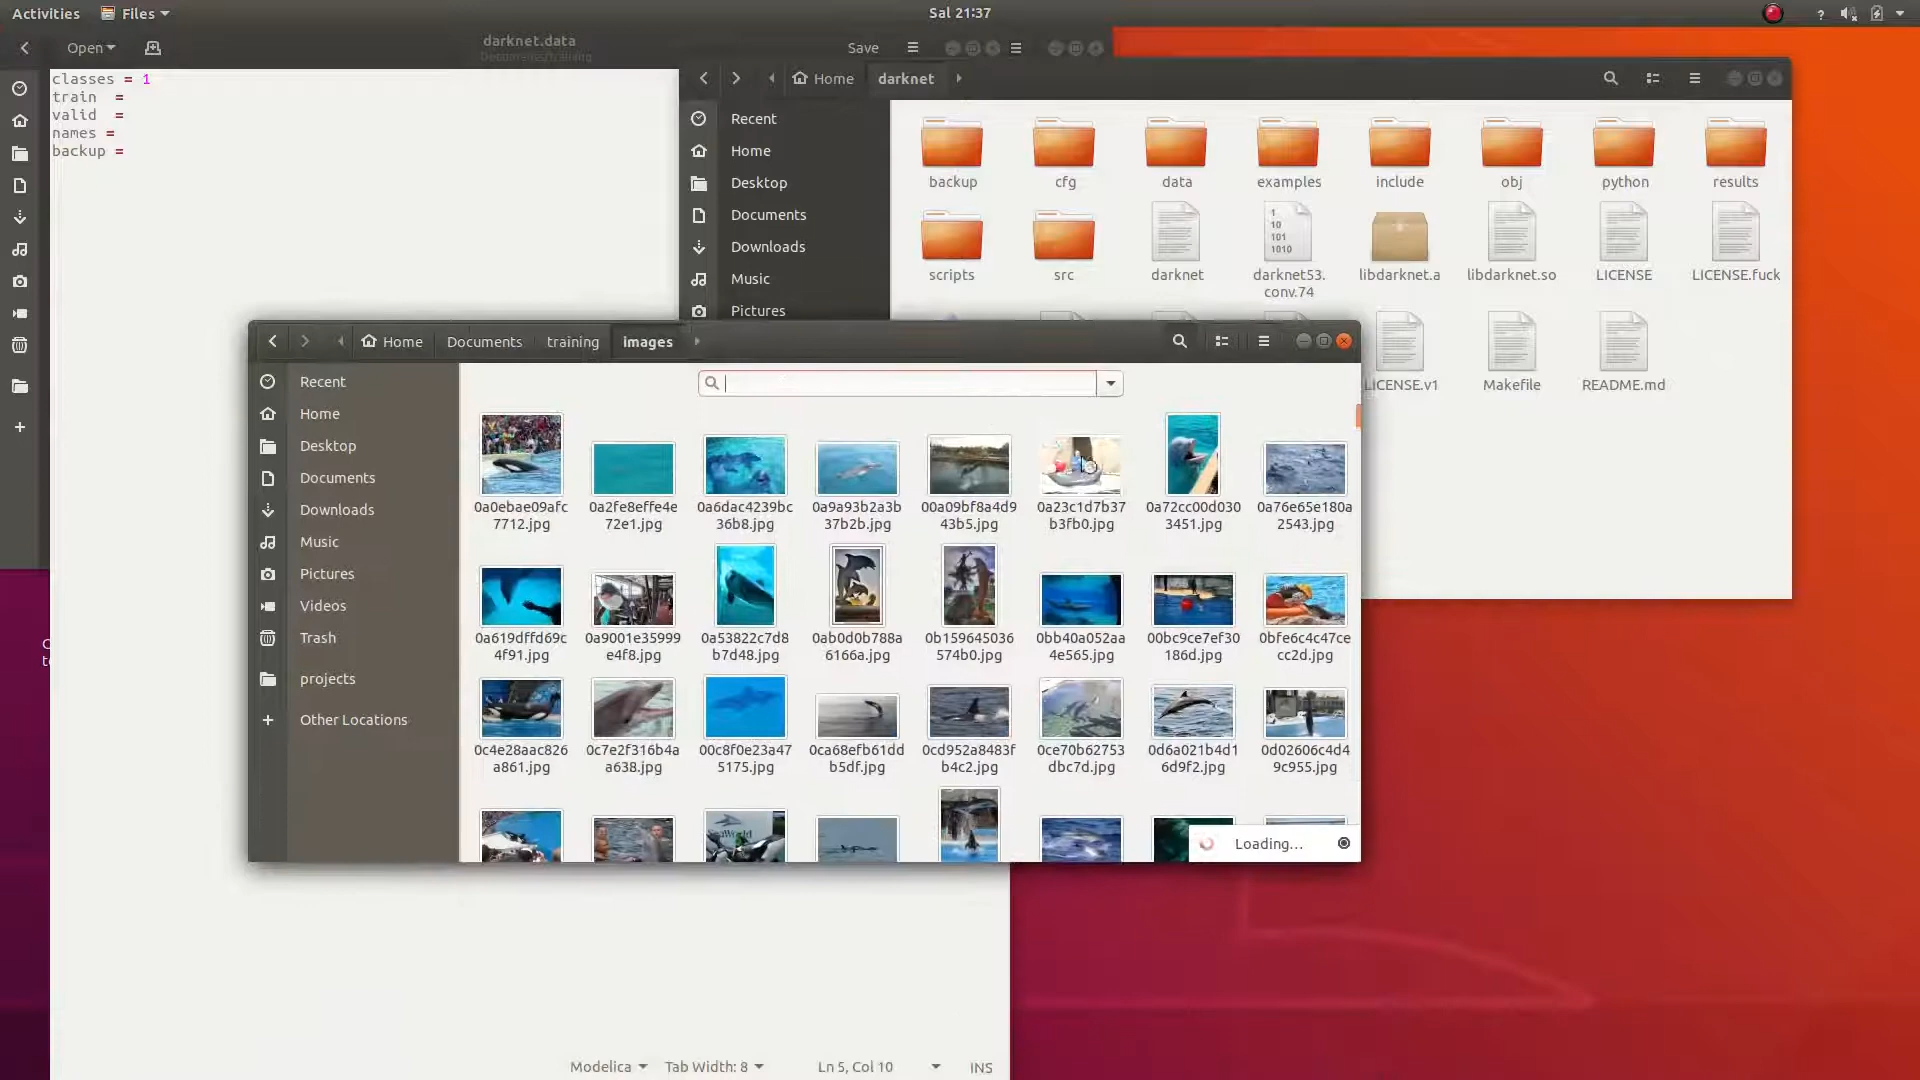 Activities Files Sal 21:37 ?
Open darknet.data Save
Documents/training
classes = 1
train =
valid =
names =
backup =
Home darknet
Recent
Home
Desktop
Documents
Downloads
Music
Pictures
backup cfg data examples include obj python results
scripts src darknet darknet53.conv.74 libdarknet.a libdarknet.so LICENSE LICENSE.fuck
LICENSE.v1 Makefile README.md
Home Documents training images
Recent
Home
Desktop
Documents
Downloads
Music
Pictures
Videos
Trash
projects
Other Locations
0a0ebae09afc 0a2fe8effe4e 0a6dac4239bc 0a9a93b2a3b 00a09bf8a4d9 0a23c1d7b37 0a72cc00d030 0a76e65e180a
7712.jpg 72e1.jpg 36b8.jpg 37b2b.jpg 43b5.jpg b3fb0.jpg 3451.jpg 2543.jpg
0a619dffd69c 0a9001e35999 0a53822c7d8 0ab0d0b788a 0b159645036 0bb40a052aa 00bc9ce7ef30 0bfe6c4c47ce
4f91.jpg e4f8.jpg b7d48.jpg 6166a.jpg 574b0.jpg 4e565.jpg 186d.jpg cc2d.jpg
0c4e28aac826 0c7e2f316b4a 00c8f0e23a47 0ca68efb61dd 0cd952a8483f 0ce70b62753 0d6a021b4d1 0d02606c4d4
a861.jpg a638.jpg 5175.jpg b5df.jpg b4c2.jpg dbc7d.jpg 6d9f2.jpg 9c955.jpg
Loading...
Modelica Tab Width: 8 Ln 5, Col 10 INS